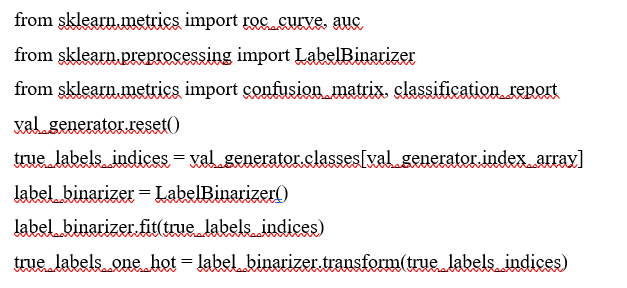 from sklearn.metrics import roc_curve, auc
from sklearn.preprocessing import LabelBinarizer
from sklearn.metrics import confusion_matrix, classification_report
val_generator.reset()
true_labels_indices = val_generator.classes[val_generator.index_array]
label_binarizer = LabelBinarizer()
label_binarizer.fit(true_labels_indices)
true_labels_one_hot = label_binarizer.transform(true_labels_indices)